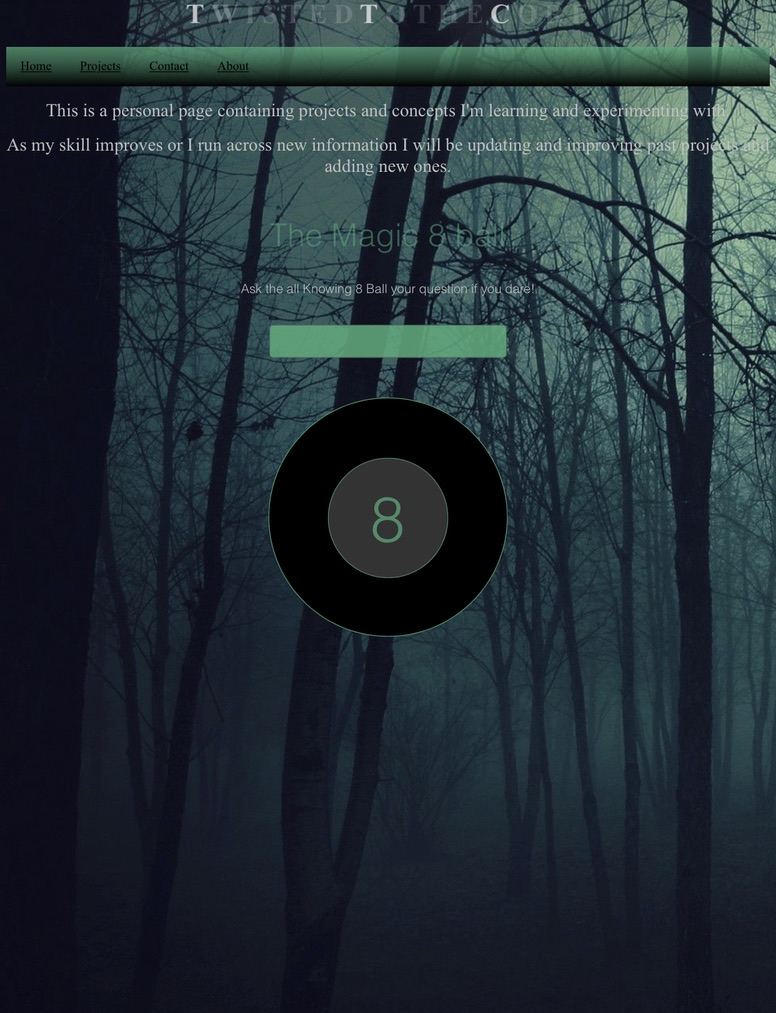 TWISTEDTOTHECORE
Home Projects Contact About
This is a personal page containing projects and concepts I'm learning and experimenting with.
As my skill improves or I run across new information I will be updating and improving past projects and
adding new ones.
The Magic 8 ball
Ask the all Knowing 8 Ball your question if you dare!
8